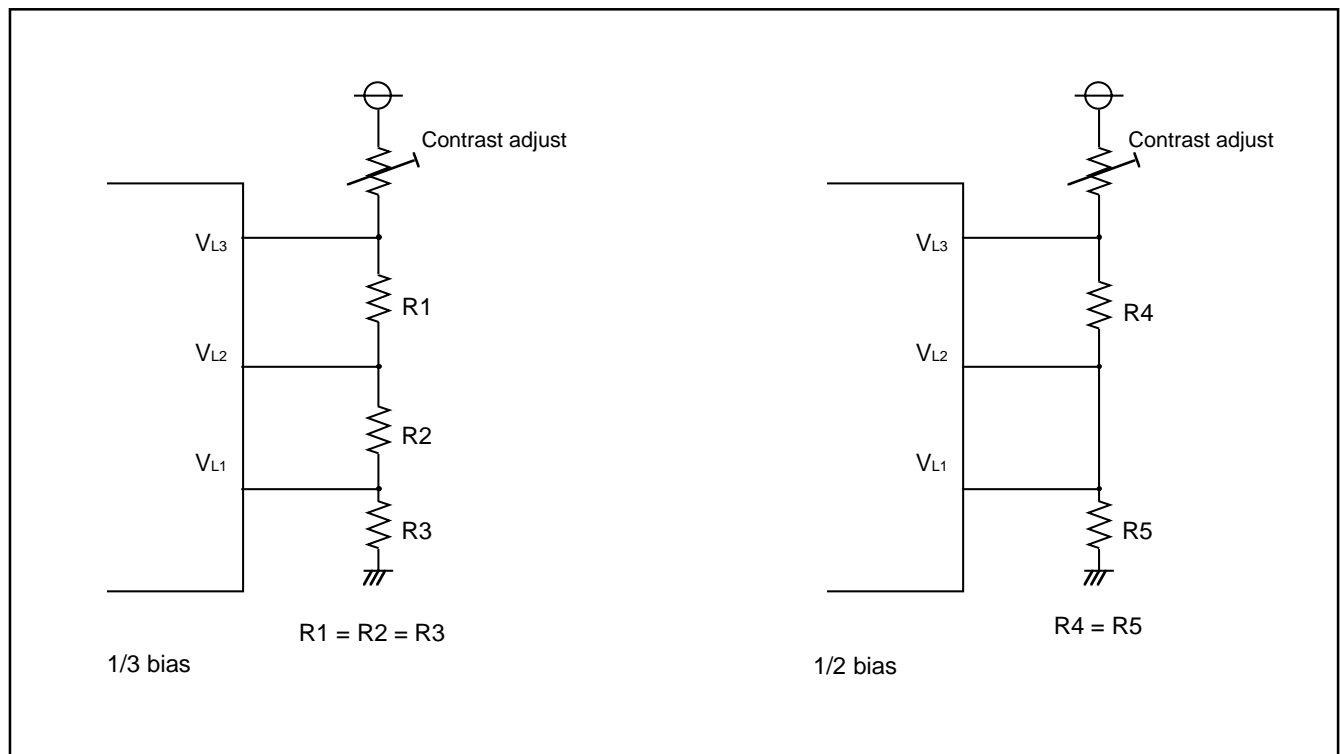 Contrast adjust
VL3
R1
VL2
R2
VL1
R3
R1 = R2 = R3
1/3 bias
Contrast adjust
VL3
R4
VL2
VL1
R5
R4 = R5
1/2 bias